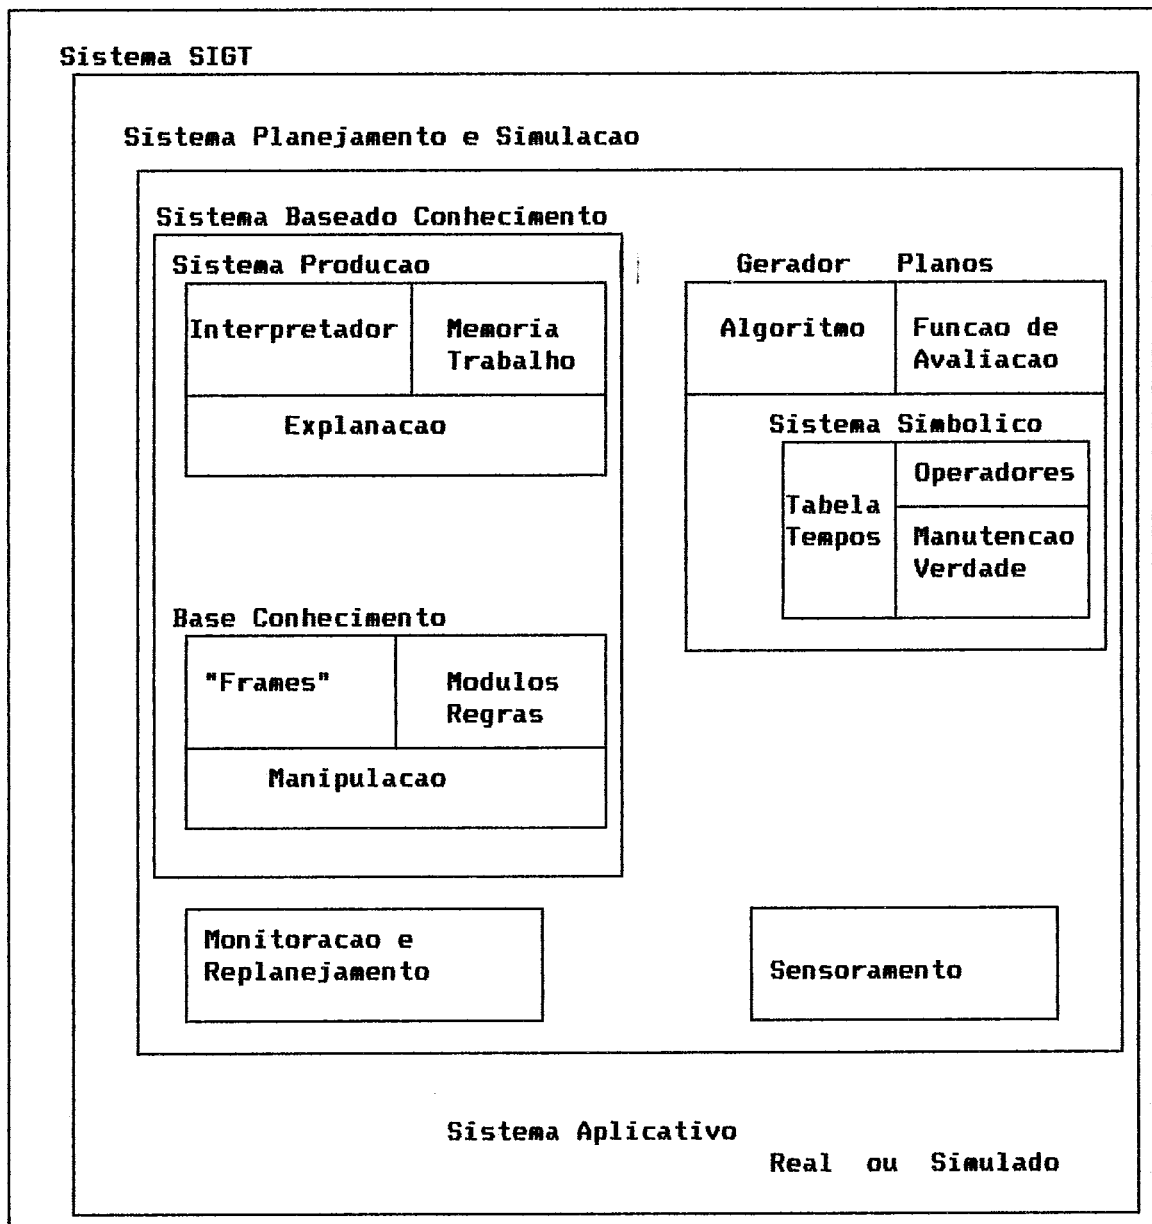 Sistema SIGT
Sistema Planejamento e Simulacao
Sistema Baseado Conhecimento
Sistema Producao
Interpretador
Memoria
Trabalho
Explanacao
Base Conhecimento
"Frames"
Modulos
Regras
Manipulacao
Gerador Planos
Algoritmo
Funcao de
Avaliacao
Sistema Simbolico
Tabela
Tempos
Operadores
Manutencao
Verdade
Monitoracao e
Replanejamento
Sensoramento
Sistema Aplicativo
Real ou Simulado